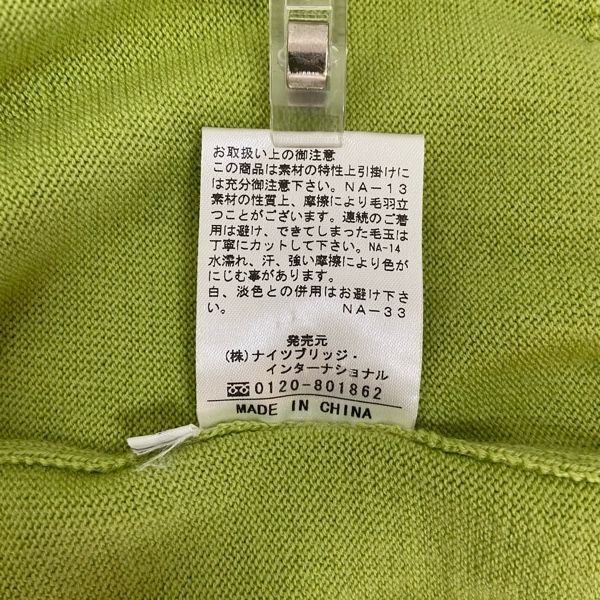 お取扱い上の御注意
この商品は素材の特性上引掛けに
は充分御注意下さい。NA-13
素材の性質上、摩擦により毛羽立
つことがございます。連続のご着
用は避け、できてしまった毛玉は
丁寧にカットして下さい。NA-14
水濡れ、汗、強い摩擦により色が
にじむ事があります。
白、淡色との併用はお避け下さ
い。 NA-33
発売元
(株)ナイツブリッジ・
インターナショナル
0120-801862
MADE IN CHINA